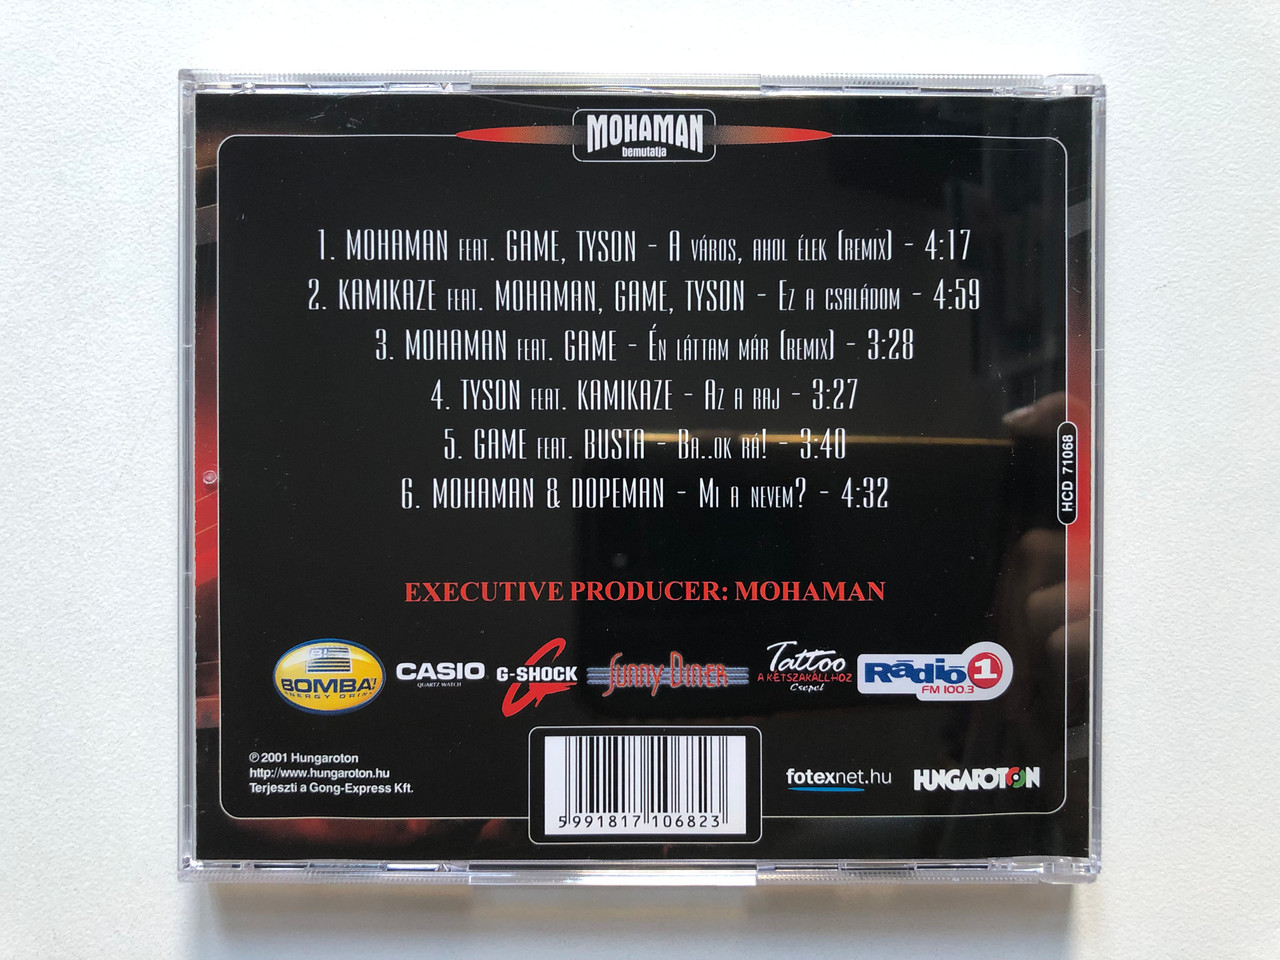 MOHAMAN
bemutatja
1. MOHAMAN FEAT. GAME, TYSON - A VÁROS, AHOL ÉLEK (REMIX) - 4:17
2. KAMIKAZE FEAT. MOHAMAN, GAME, TYSON - EZ A CSALÁDOM - 4:59
3. MOHAMAN FEAT. GAME - ÉN LÁTTAM MÁR (REMIX) - 3:28
4. TYSON FEAT. KAMIKAZE - AZ A RAJ - 3:27
5. GAME FEAT. BUSTA - BA..OK RÁ! - 3:40
6. MOHAMAN & DOPEMAN - MI A NEVEM? - 4:32
HCD 71068
EXECUTIVE PRODUCER: MOHAMAN
B!
BOMBA!
ENERGY DRINK
CASIO
QUARTZ WATCH
G-SHOCK
Sunny Diner
Tattoo
A KÉTSZAKÁLLHOZ
Csepel
Rádió 1
FM 100.3
℗ 2001 Hungaroton
http://www.hungaroton.hu
Terjeszti a Gong-Express Kft.
5 991817 106823
fotexnet.hu
HUNGAROTON